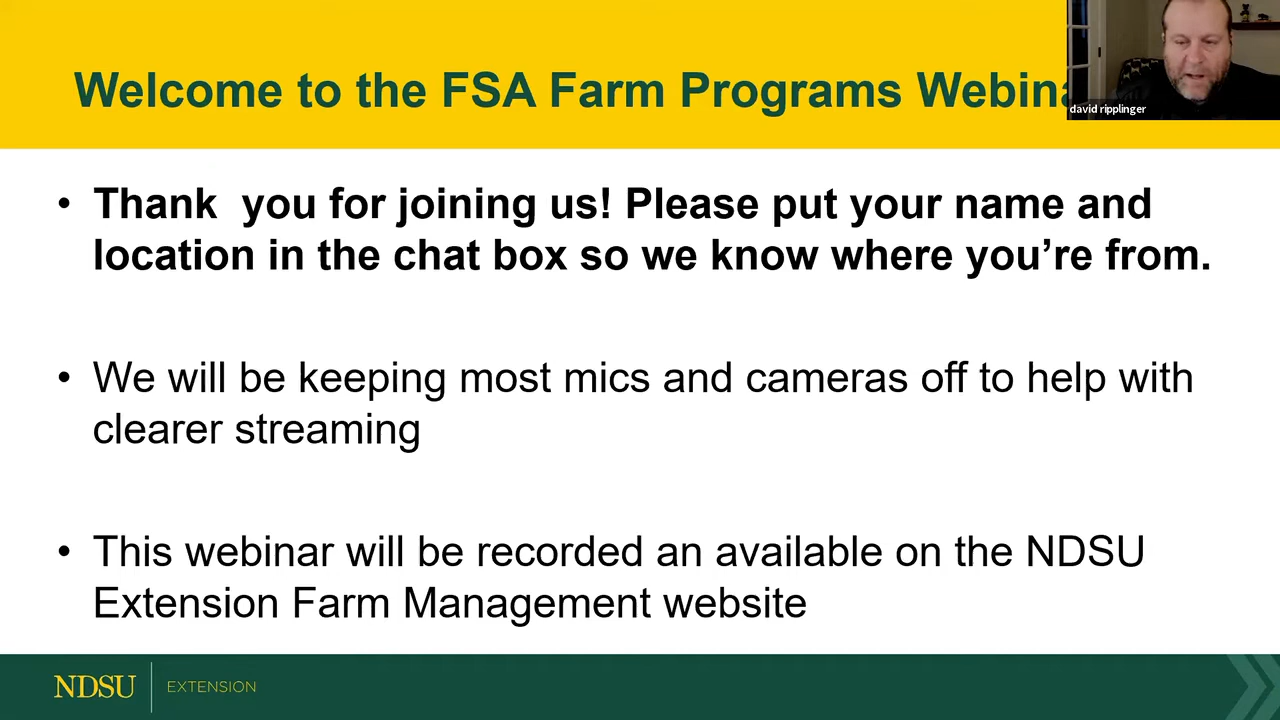 Welcome to the FSA Farm Programs Webina
david ripplinger
• Thank  you for joining us! Please put your name and
location in the chat box so we know where you’re from.
• We will be keeping most mics and cameras off to help with
clearer streaming
• This webinar will be recorded an available on the NDSU
Extension Farm Management website
NDSU EXTENSION